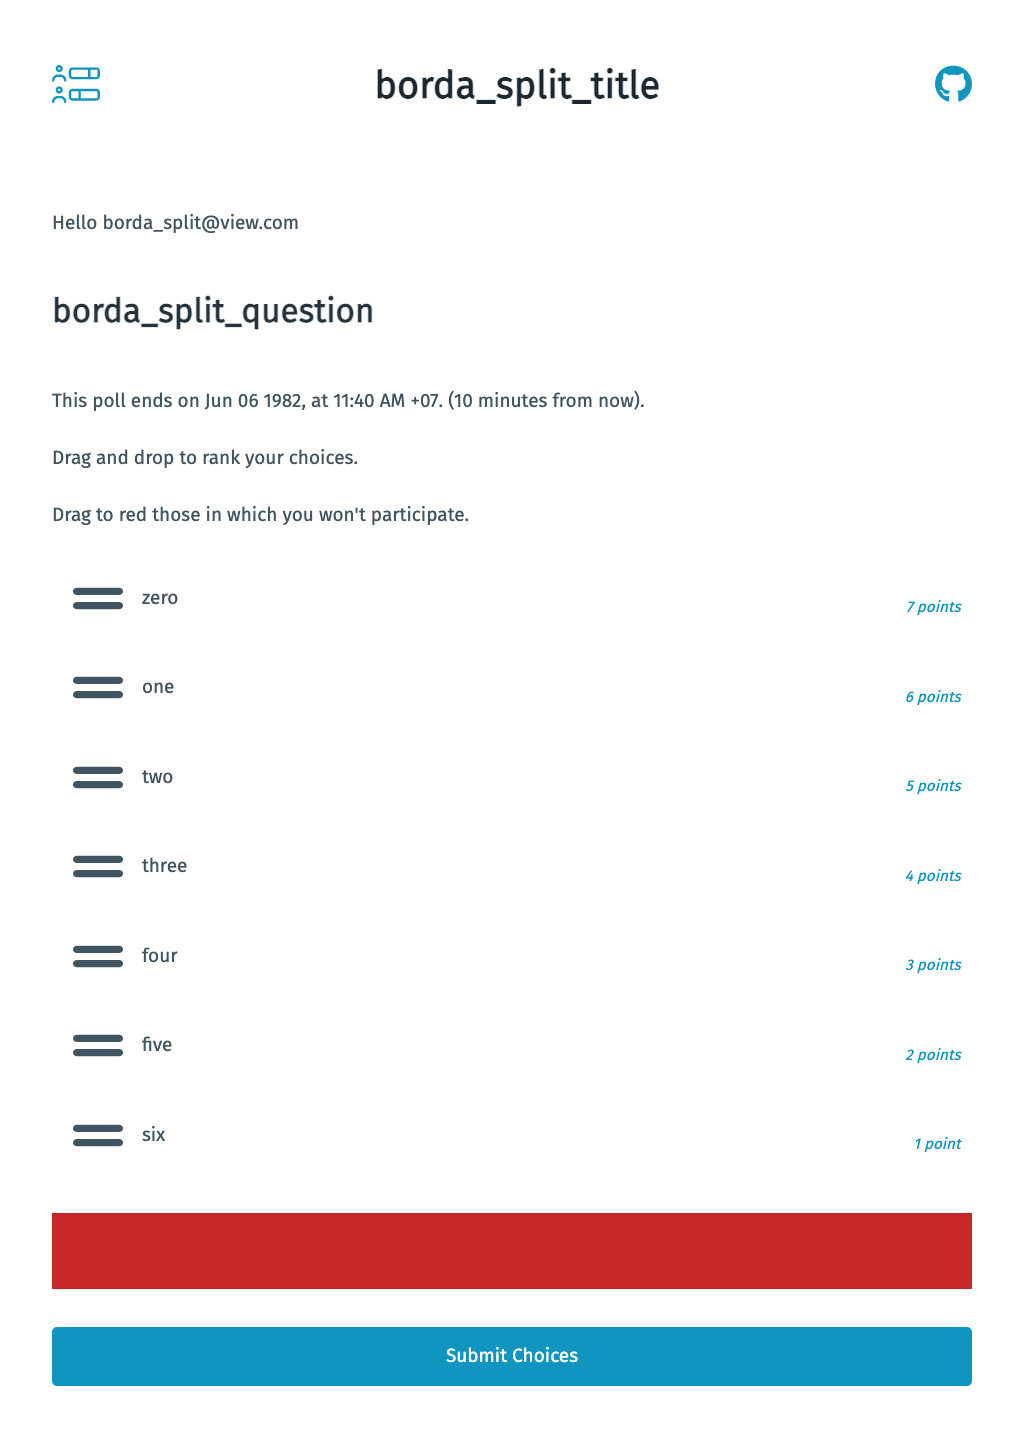 borda_split_title
Hello borda_split@view.com
borda_split_question
This poll ends on Jun 06 1982, at 11:40 AM +07. (10 minutes from now).
Drag and drop to rank your choices.
Drag to red those in which you won't participate.
zero
7 points
one
6 points
two
5 points
three
4 points
four
3 points
five
2 points
six
1 point
Submit Choices